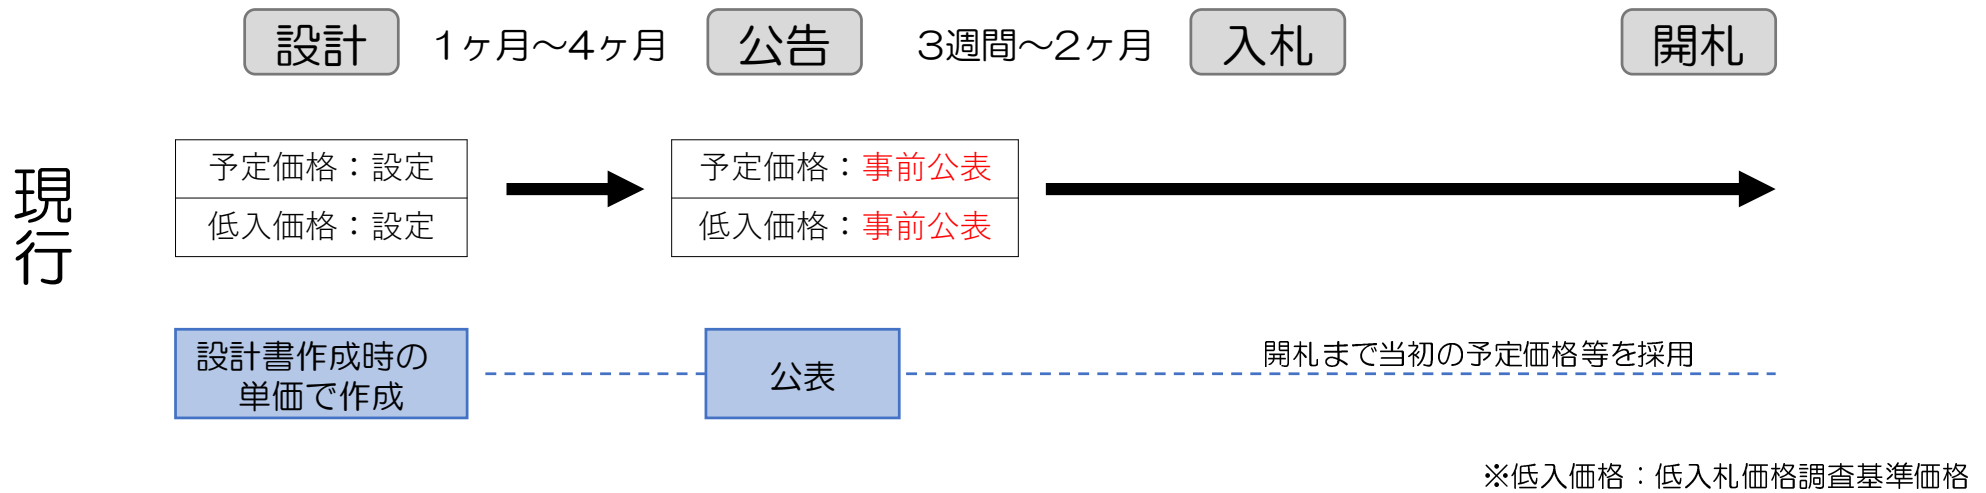 設計 1ヶ月～4ヶ月 公告 3週間～2ヶ月 入札 開札
現行
予定価格：設定
低入価格：設定
予定価格：事前公表
低入価格：事前公表
設計書作成時の
単価で作成
公表
開札まで当初の予定価格等を採用
※低入価格：低入札価格調査基準価格